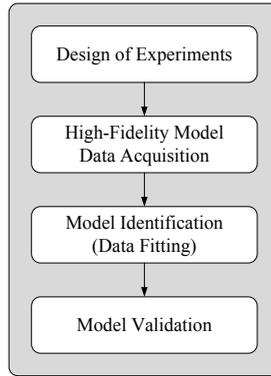 Design of Experiments
High-Fidelity Model
Data Acquisition
Model Identification
(Data Fitting)
Model Validation